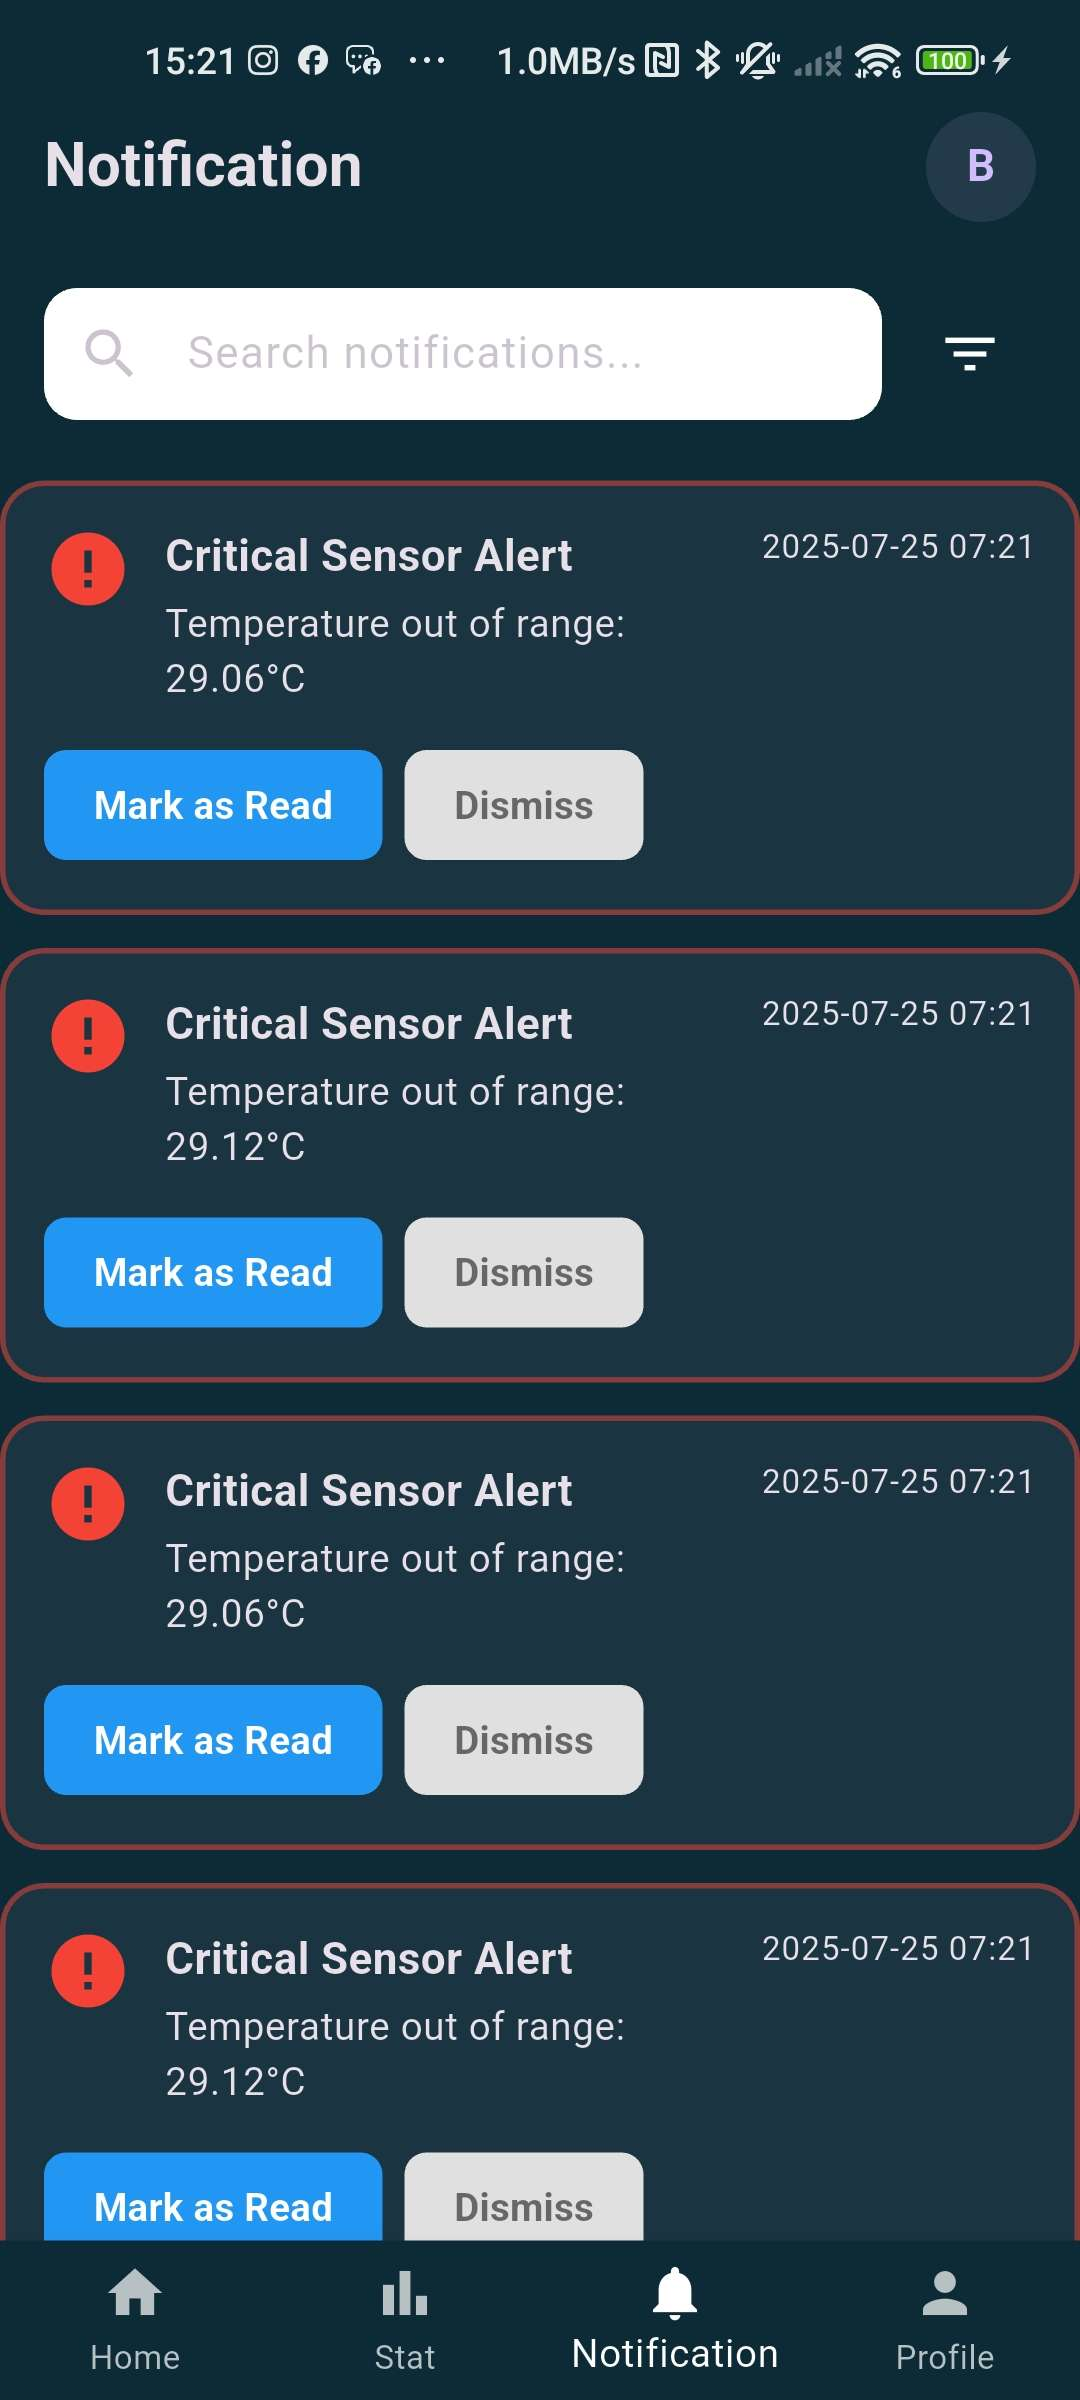 15:21 ... 1.0MB/s 6 100
Notification
B
Search notifications...
Critical Sensor Alert 2025-07-25 07:21
Temperature out of range:
29.06°C
Mark as Read Dismiss
Critical Sensor Alert 2025-07-25 07:21
Temperature out of range:
29.12°C
Mark as Read Dismiss
Critical Sensor Alert 2025-07-25 07:21
Temperature out of range:
29.06°C
Mark as Read Dismiss
Critical Sensor Alert 2025-07-25 07:21
Temperature out of range:
29.12°C
Mark as Read Dismiss
Home Stat Notification Profile